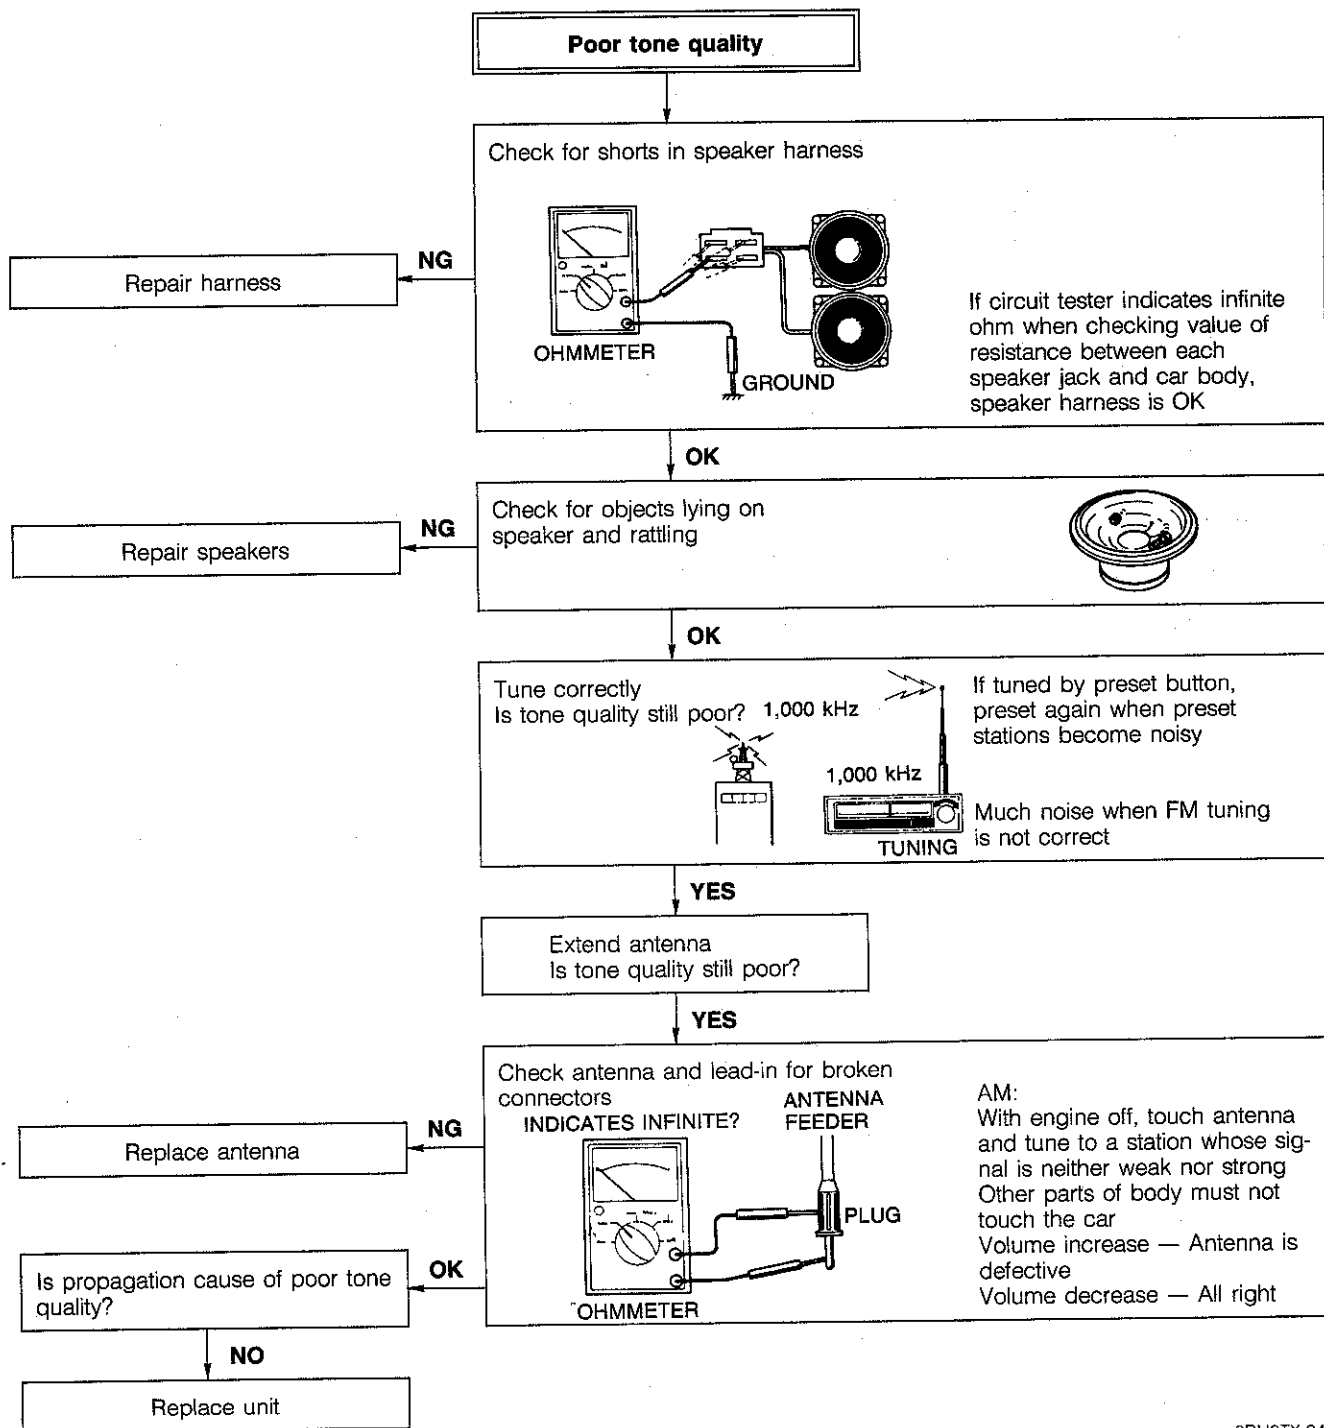 Poor tone quality
Check for shorts in speaker harness
NG
Repair harness
OHMMETER
GROUND
If circuit tester indicates infinite
ohm when checking value of
resistance between each
speaker jack and car body,
speaker harness is OK
OK
Check for objects lying on
speaker and rattling
NG
Repair speakers
OK
Tune correctly
Is tone quality still poor?
1,000 kHz
1,000 kHz
TUNING
If tuned by preset button,
preset again when preset
stations become noisy
Much noise when FM tuning
is not correct
YES
Extend antenna
Is tone quality still poor?
YES
Check antenna and lead-in for broken
connectors
INDICATES INFINITE?
ANTENNA
FEEDER
PLUG
OHMMETER
NG
Replace antenna
AM:
With engine off, touch antenna
and tune to a station whose sig-
nal is neither weak nor strong
Other parts of body must not
touch the car
Volume increase — Antenna is
defective
Volume decrease — All right
OK
Is propagation cause of poor tone
quality?
NO
Replace unit